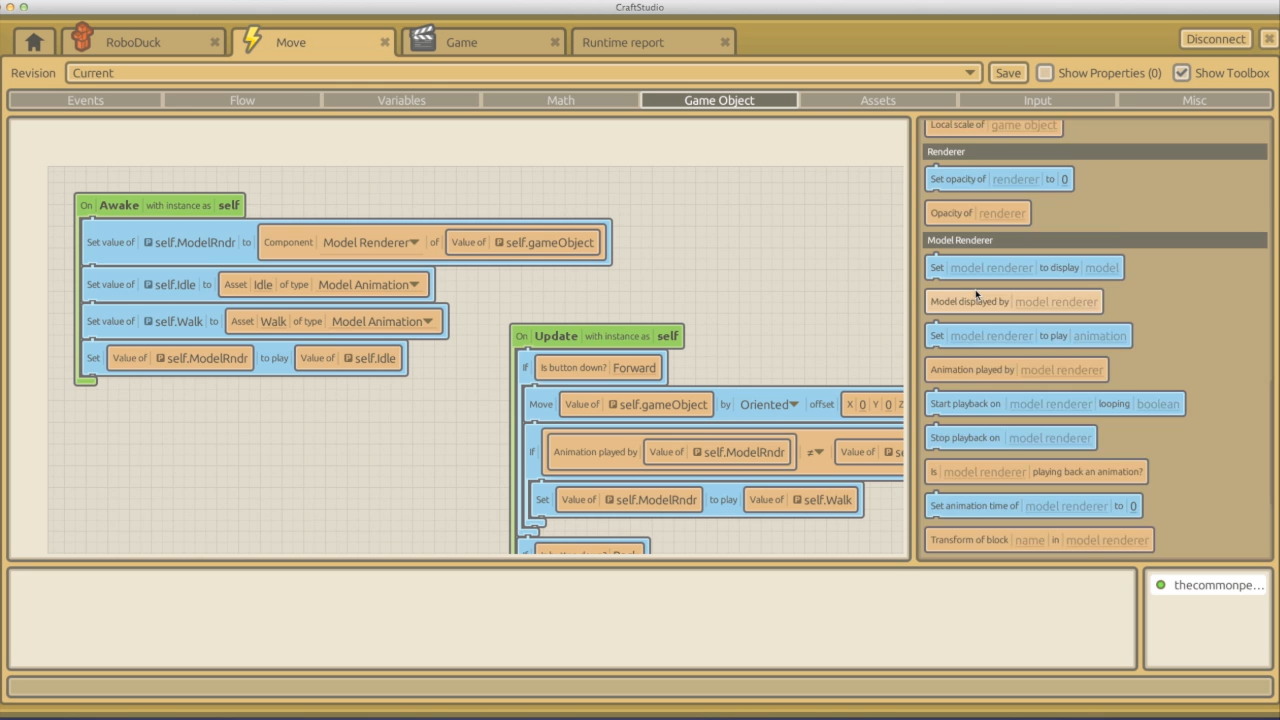 CraftStudio
RoboDuck
Move
Game
Runtime report
Disconnect
Revision Current Save Show Properties (0) Show Toolbox
Events Flow Variables Math Game Object Assets Input Misc
On Awake with instance as self
Set value of self.ModelRndr to Component Model Renderer of Value of self.gameObject
Set value of self.Idle to Asset Idle of type Model Animation
Set value of self.Walk to Asset Walk of type Model Animation
Set Value of self.ModelRndr to play Value of self.Idle
On Update with instance as self
If Is button down? Forward
Move Value of self.gameObject by Oriented offset X 0 Y 0 Z
If Animation played by Value of self.ModelRndr ≠ Value of
Set Value of self.ModelRndr to play Value of self.Walk
Local scale of game object
Renderer
Set opacity of renderer to 0
Opacity of renderer
Model Renderer
Set model renderer to display model
Model displayed by model renderer
Set model renderer to play animation
Animation played by model renderer
Start playback on model renderer looping boolean
Stop playback on model renderer
Is model renderer playing back an animation?
Set animation time of model renderer to 0
Transform of block name in model renderer
thecommonpe...